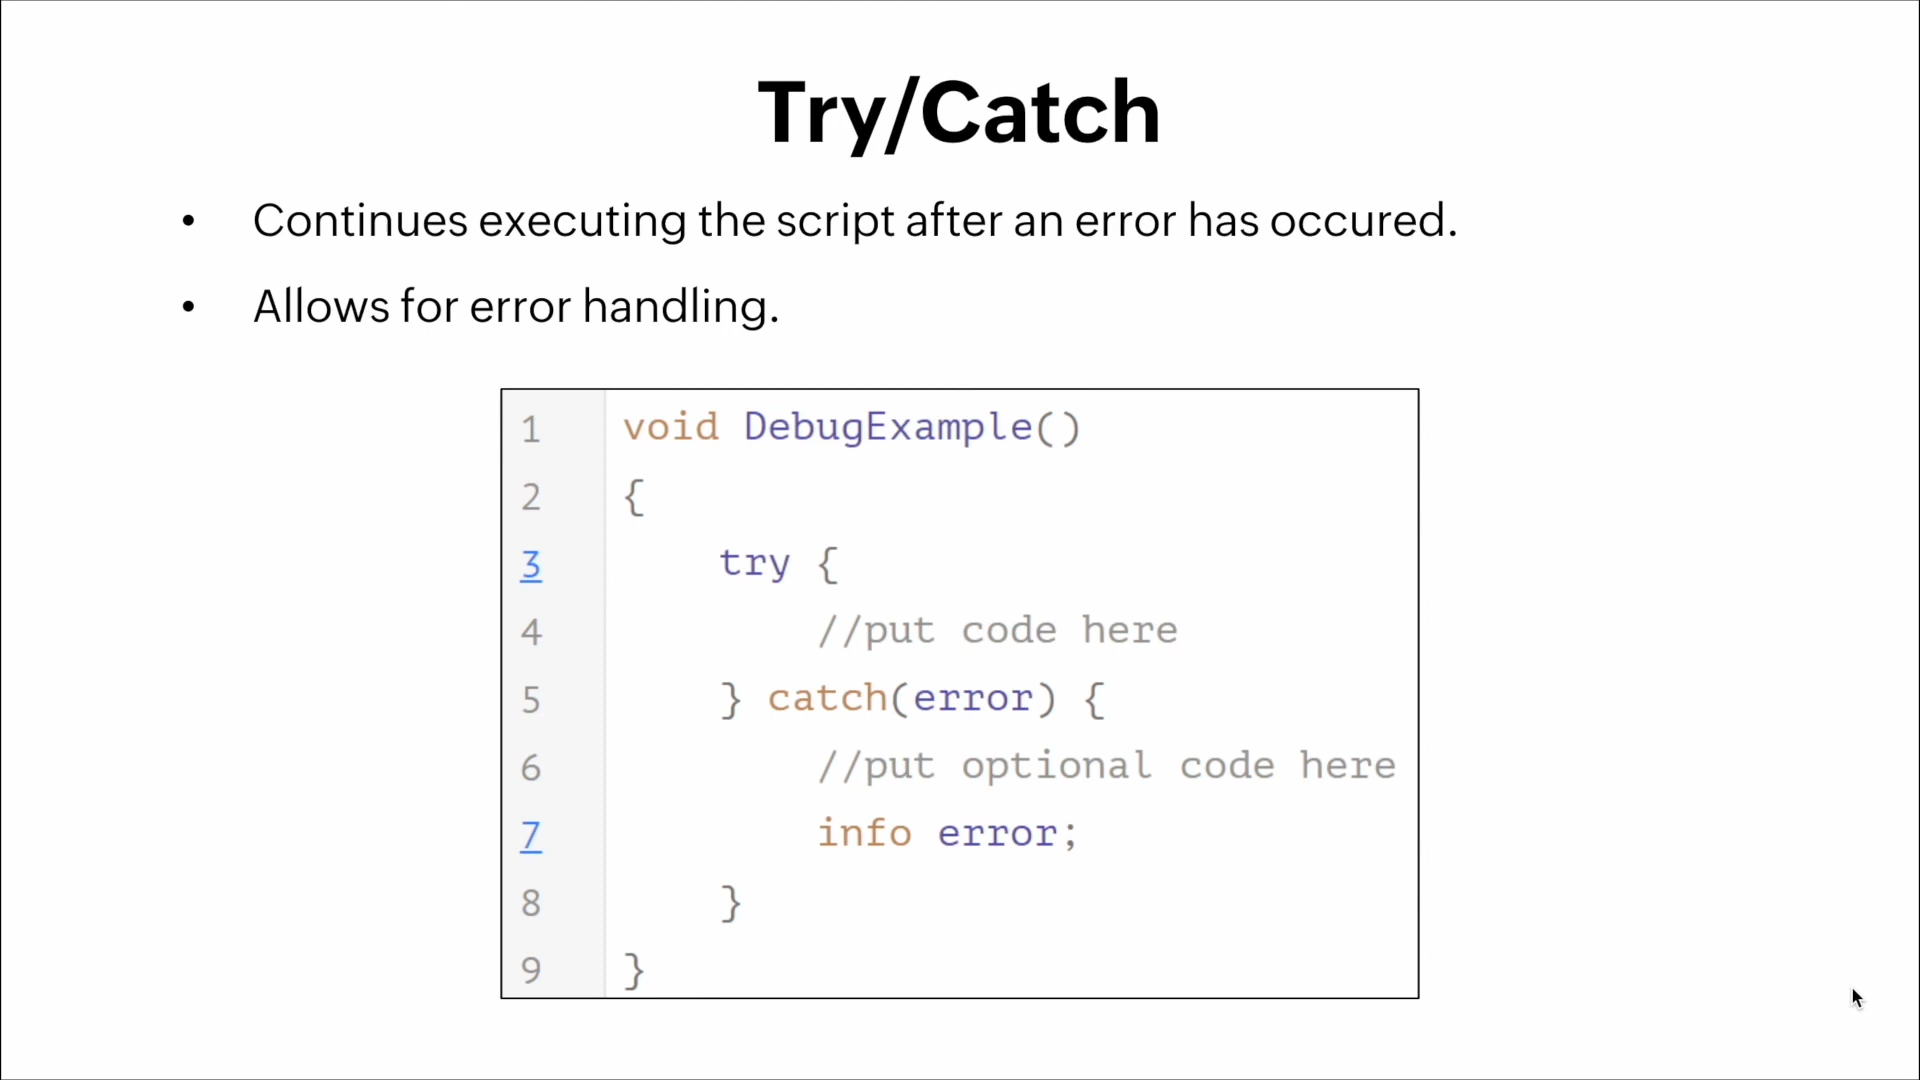 Try/Catch
• Continues executing the script after an error has occured.
• Allows for error handling.
1 void DebugExample()
2 {
3 try {
4 //put code here
5 } catch(error) {
6 //put optional code here
7 info error;
8 }
9 }